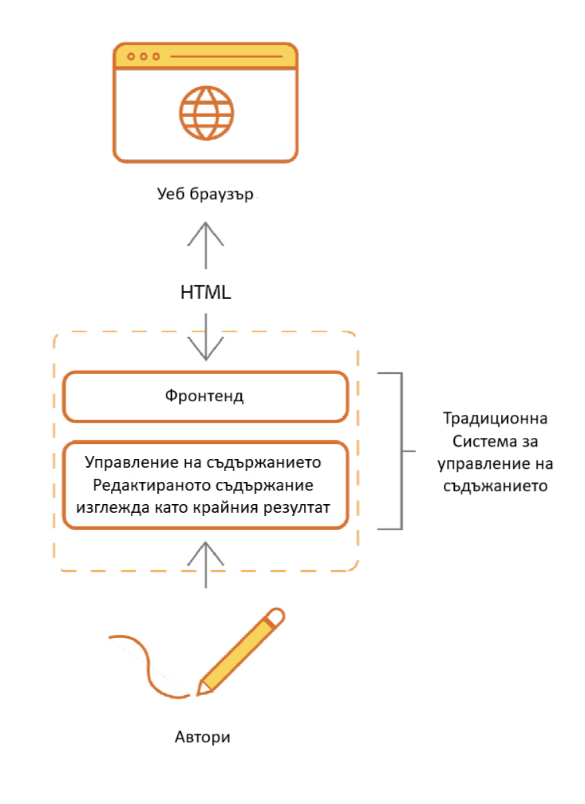 Уеб браузър
HTML
Фронтенд
Управление на съдържанието
Редактираното съдържание
изглежда като крайния резултат
Традиционна
Система за
управление на
съдъжанието
Автори